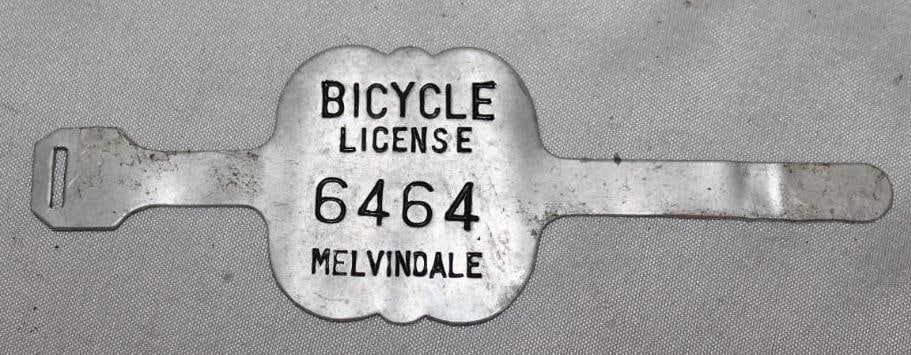 BICYCLE
LICENSE
6464
MELVINDALE